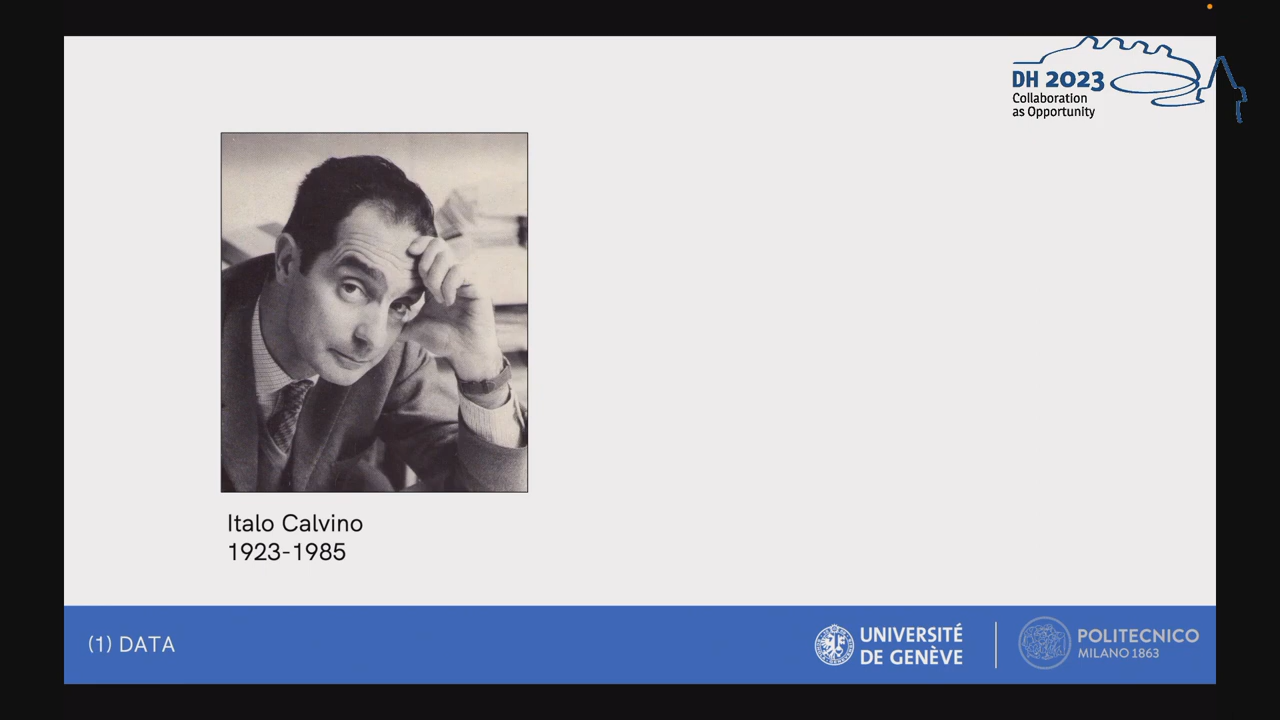 DH 2023
Collaboration
as Opportunity
Italo Calvino
1923-1985
(1) DATA
UNIVERSITÉ
DE GENÈVE
POLITECNICO
MILANO 1863